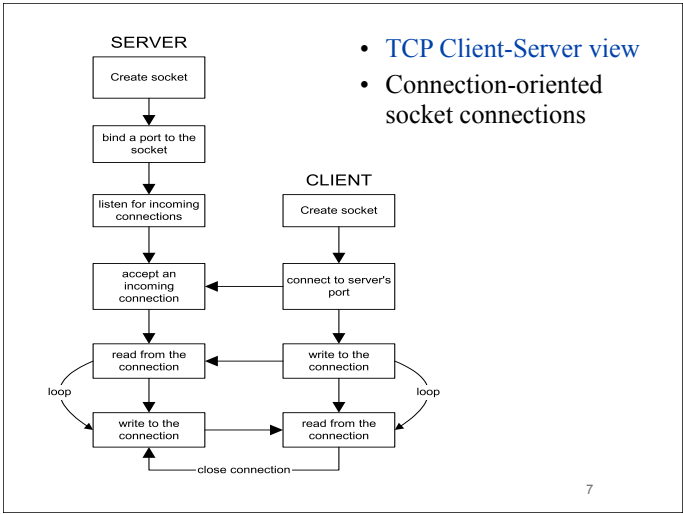 SERVER
Create socket
bind a port to the
socket
listen for incoming
connections
accept an
incoming
connection
read from the
connection
loop
write to the
connection
CLIENT
Create socket
connect to server's
port
write to the
connection
loop
read from the
connection
close connection
• TCP Client-Server view
• Connection-oriented
socket connections
7